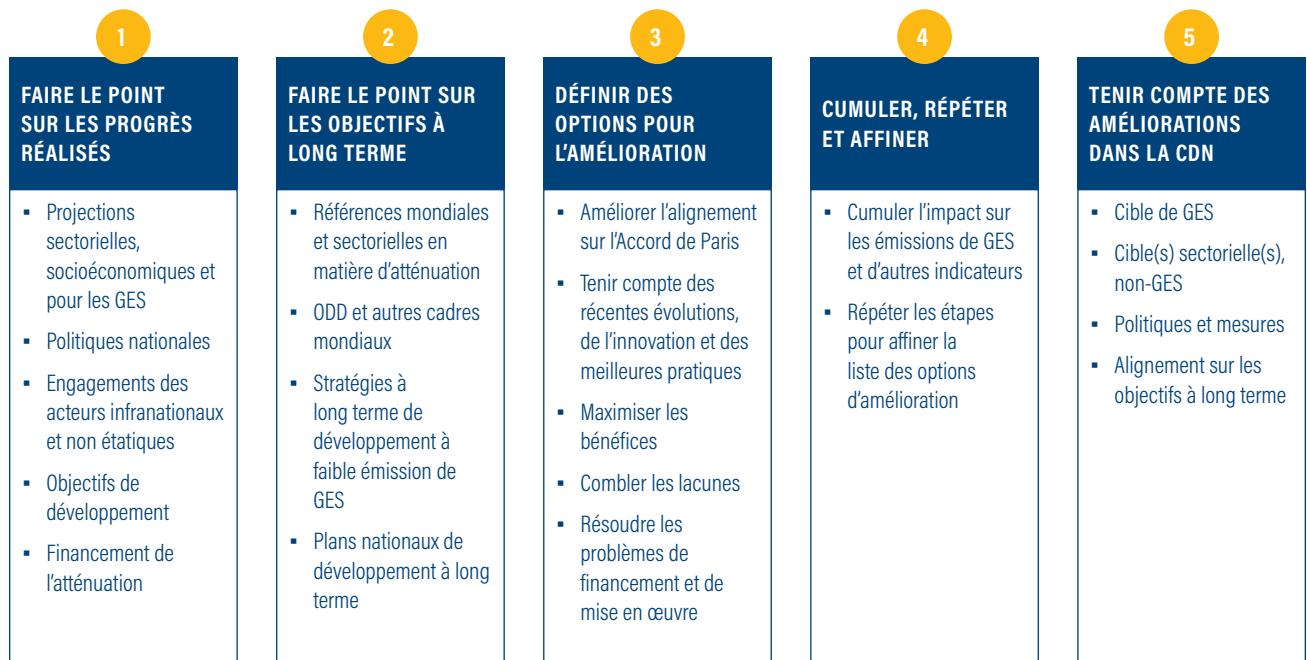 1
FAIRE LE POINT
SUR LES PROGRÈS
RÉALISÉS
▪ Projections
sectorielles,
socioéconomiques et
pour les GES
▪ Politiques nationales
▪ Engagements des
acteurs infranationaux
et non étatiques
▪ Objectifs de
développement
▪ Financement de
l'atténuation
2
FAIRE LE POINT SUR
LES OBJECTIFS À
LONG TERME
▪ Références mondiales
et sectorielles en
matière d'atténuation
▪ ODD et autres cadres
mondiaux
▪ Stratégies à
long terme de
développement à
faible émission de
GES
▪ Plans nationaux de
développement à long
terme
3
DÉFINIR DES
OPTIONS POUR
L'AMÉLIORATION
▪ Améliorer l'alignement
sur l'Accord de Paris
▪ Tenir compte des
récentes évolutions,
de l'innovation et des
meilleures pratiques
▪ Maximiser les
bénéfices
▪ Combler les lacunes
▪ Résoudre les
problèmes de
financement et de
mise en œuvre
4
CUMULER, RÉPÉTER
ET AFFINER
▪ Cumuler l'impact sur
les émissions de GES
et d'autres indicateurs
▪ Répéter les étapes
pour affiner la
liste des options
d'amélioration
5
TENIR COMPTE DES
AMÉLIORATIONS
DANS LA CDN
▪ Cible de GES
▪ Cible(s) sectorielle(s),
non-GES
▪ Politiques et mesures
▪ Alignement sur les
objectifs à long terme